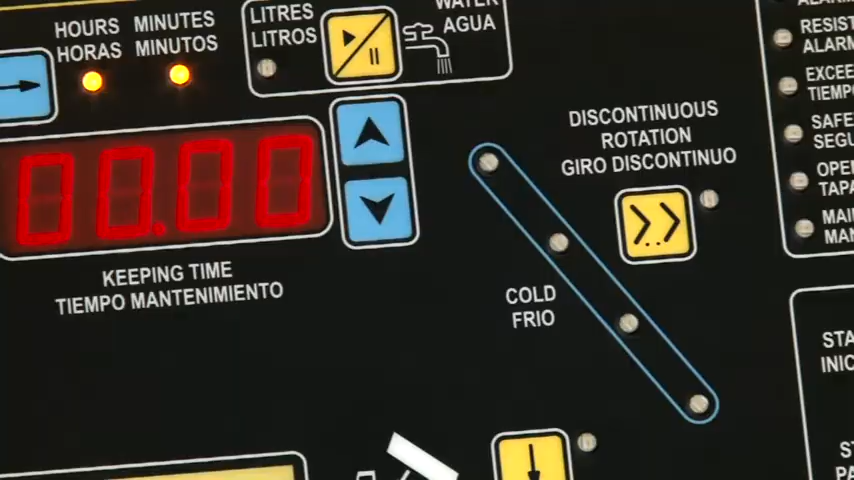 HOURS
HORAS
MINUTES
MINUTOS
LITRES
LITROS
WATER
AGUA
00.00
KEEPING TIME
TIEMPO MANTENIMIENTO
DISCONTINUOUS
ROTATION
GIRO DISCONTINUO
COLD
FRIO